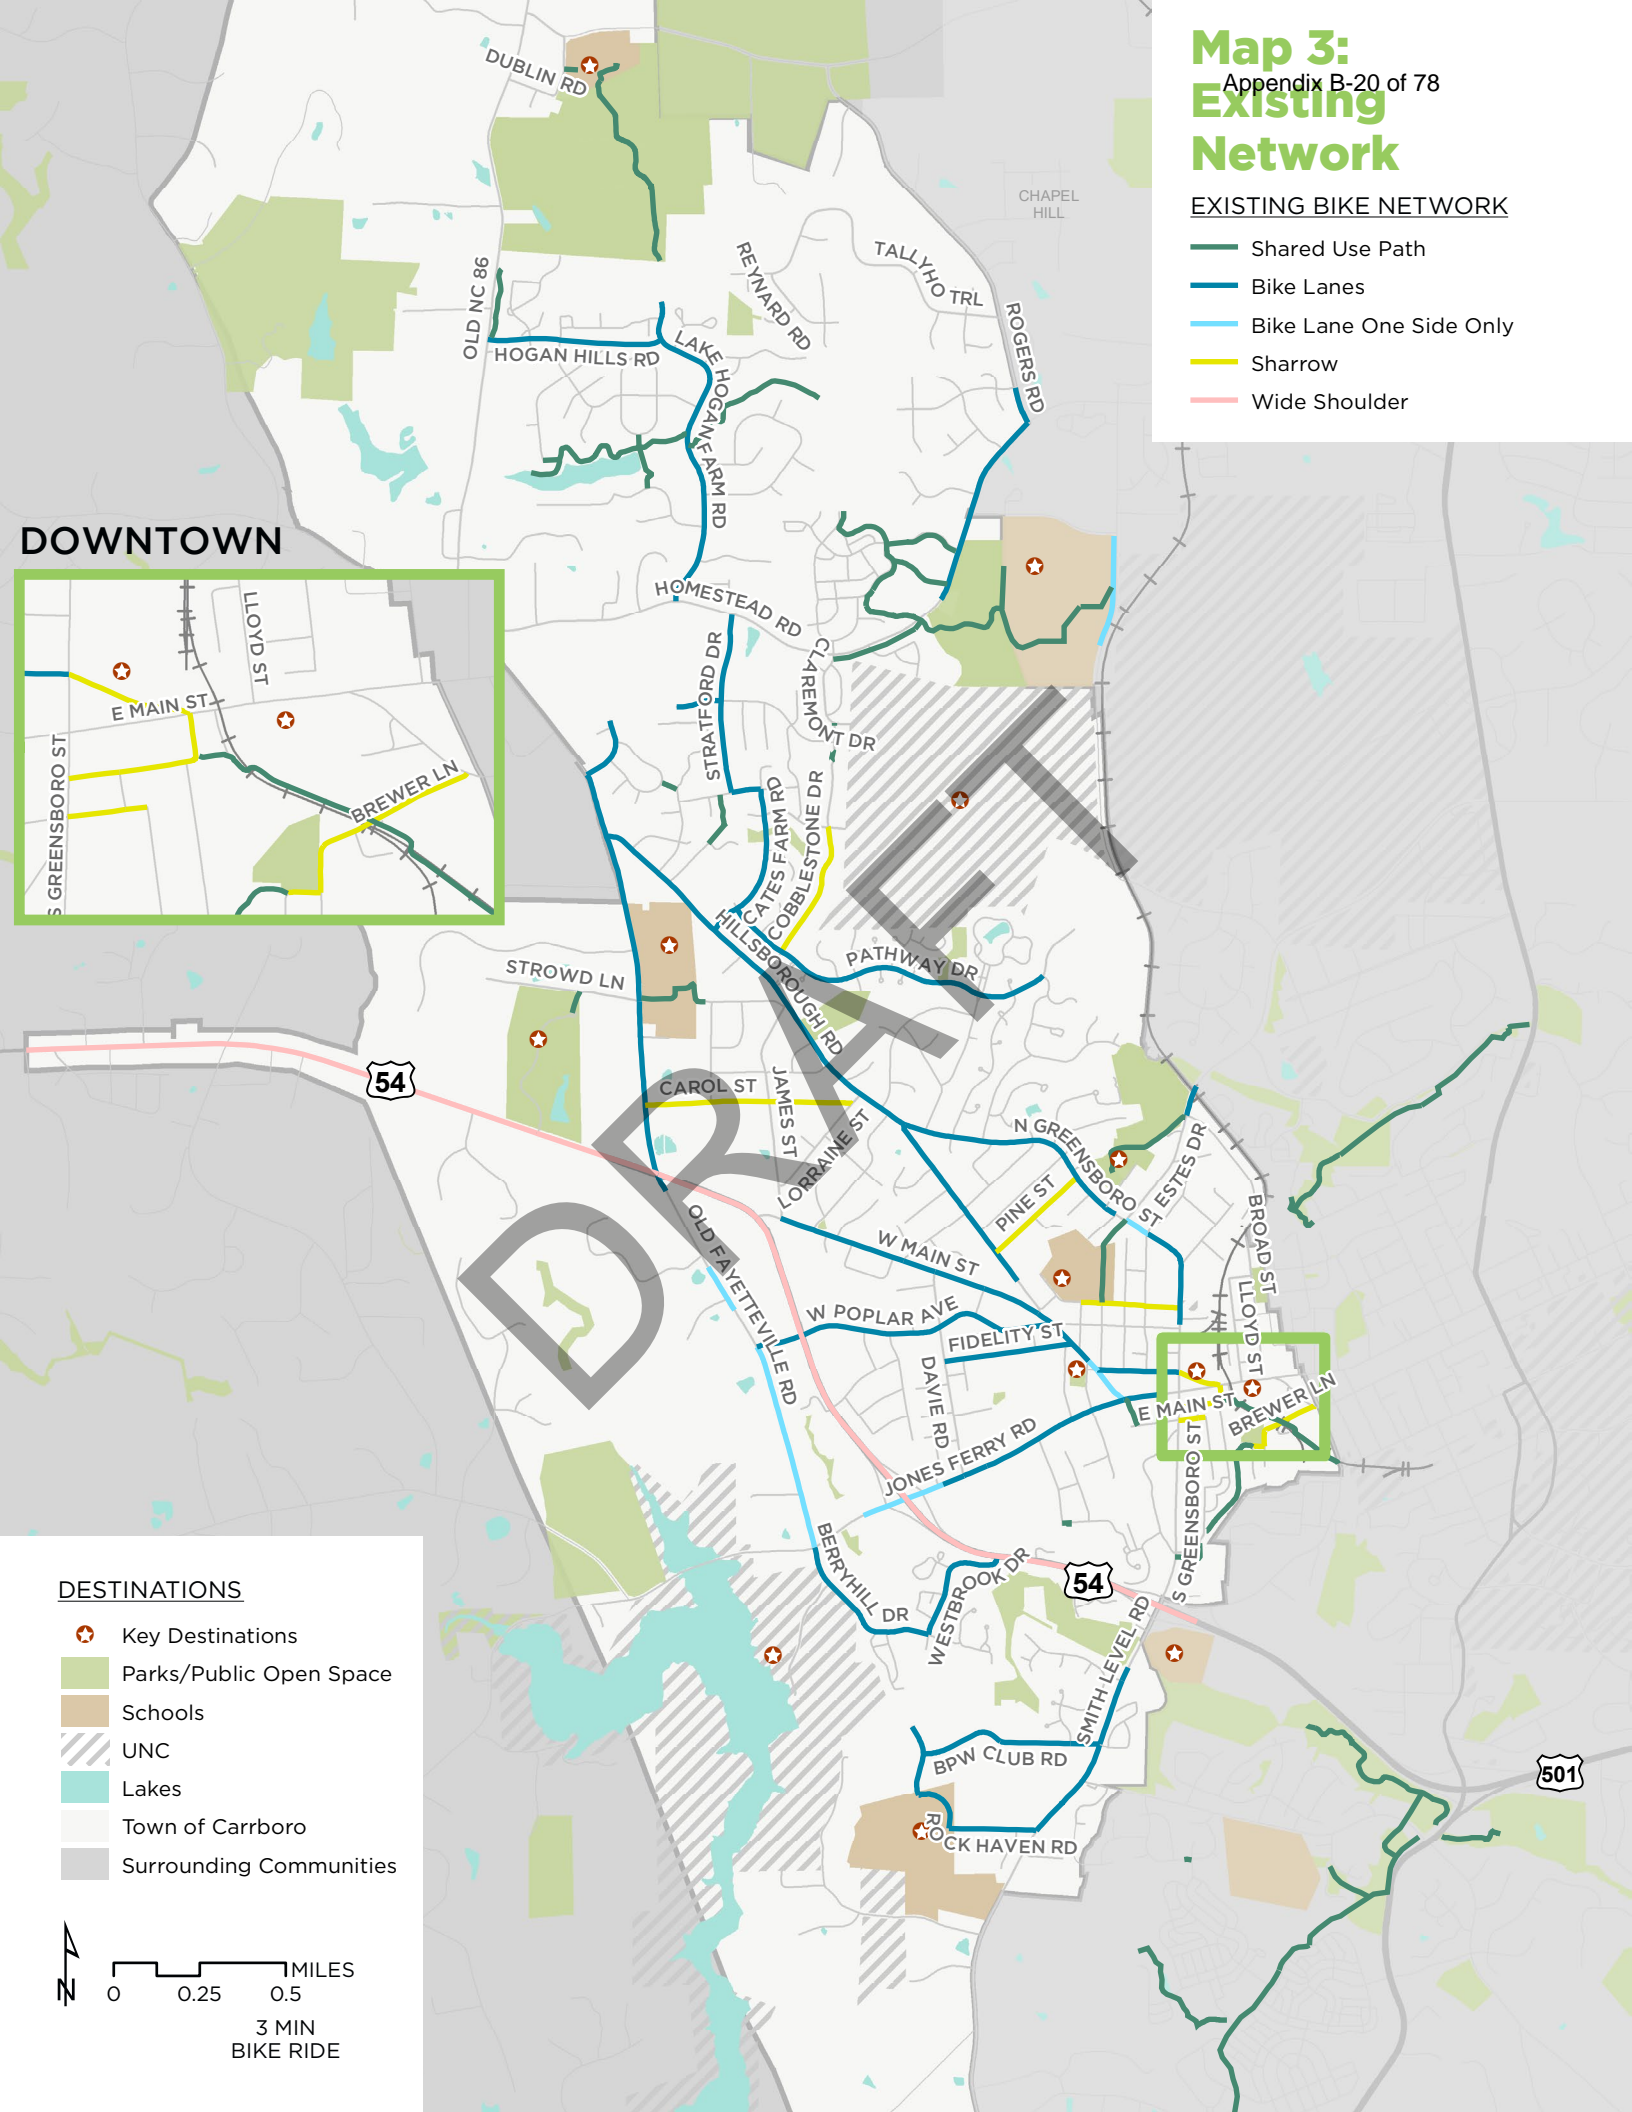 Map 3:
Appendix B-20 of 78
Existing
Network
EXISTING BIKE NETWORK
Shared Use Path
Bike Lanes
Bike Lane One Side Only
Sharrow
Wide Shoulder
CHAPEL
HILL
DUBLIN RD
OLD NC 86
REYNARD RD
TALLYHO TRL
ROGERS RD
HOGAN HILLS RD
LAKE HOGAN FARM RD
HOMESTEAD RD
STRATFORD DR
CLAREMONT DR
CATES FARM RD
COBBLESTONE DR
HILLSBOROUGH RD
PATHWAY DR
STROWD LN
54
CAROL ST
JAMES ST
LORRAINE ST
N GREENSBORO ST
ESTES DR
PINE ST
BROAD ST
OLD FAYETTEVILLE RD
W MAIN ST
W POPLAR AVE
FIDELITY ST
DAVIE RD
LLOYD ST
E MAIN ST
BREWER LN
JONES FERRY RD
S GREENSBORO ST
BERRYHILL DR
WESTBROOK DR
54
SMITH LEVEL RD
BPW CLUB RD
ROCK HAVEN RD
501
DRAFT
DOWNTOWN
LLOYD ST
E MAIN ST
S GREENSBORO ST
BREWER LN
DESTINATIONS
Key Destinations
Parks/Public Open Space
Schools
UNC
Lakes
Town of Carrboro
Surrounding Communities
N
MILES
0 0.25 0.5
3 MIN
BIKE RIDE